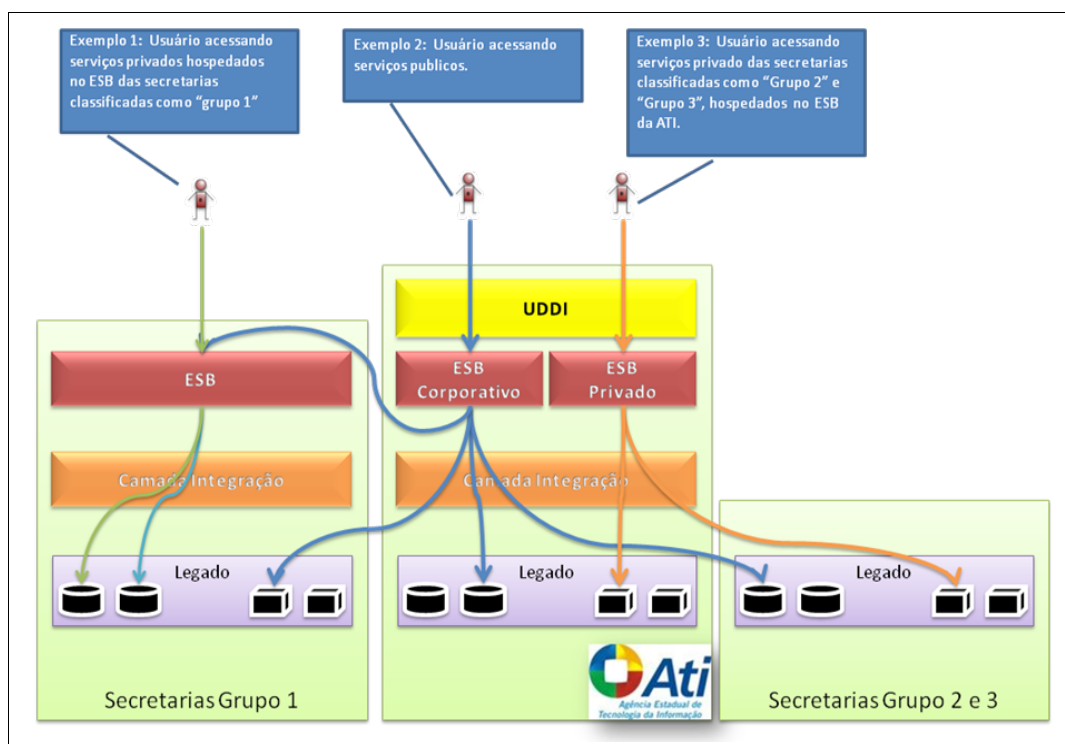 Exemplo 1:  Usuário acessando
serviços privados hospedados
no ESB das secretarias
classificadas como “grupo 1”
Exemplo 2:  Usuário acessando
serviços publicos.
Exemplo 3:  Usuário acessando
serviços privado das secretarias
classificadas como “Grupo 2” e
“Grupo 3”, hospedados no ESB
da ATI.
UDDI
ESB
ESB
Corporativo
ESB
Privado
Camada Integração
Camada Integração
Legado
Legado
Legado
Ati
Agência Estadual de
Tecnologia da Informação
Secretarias Grupo 1
Secretarias Grupo 2 e 3